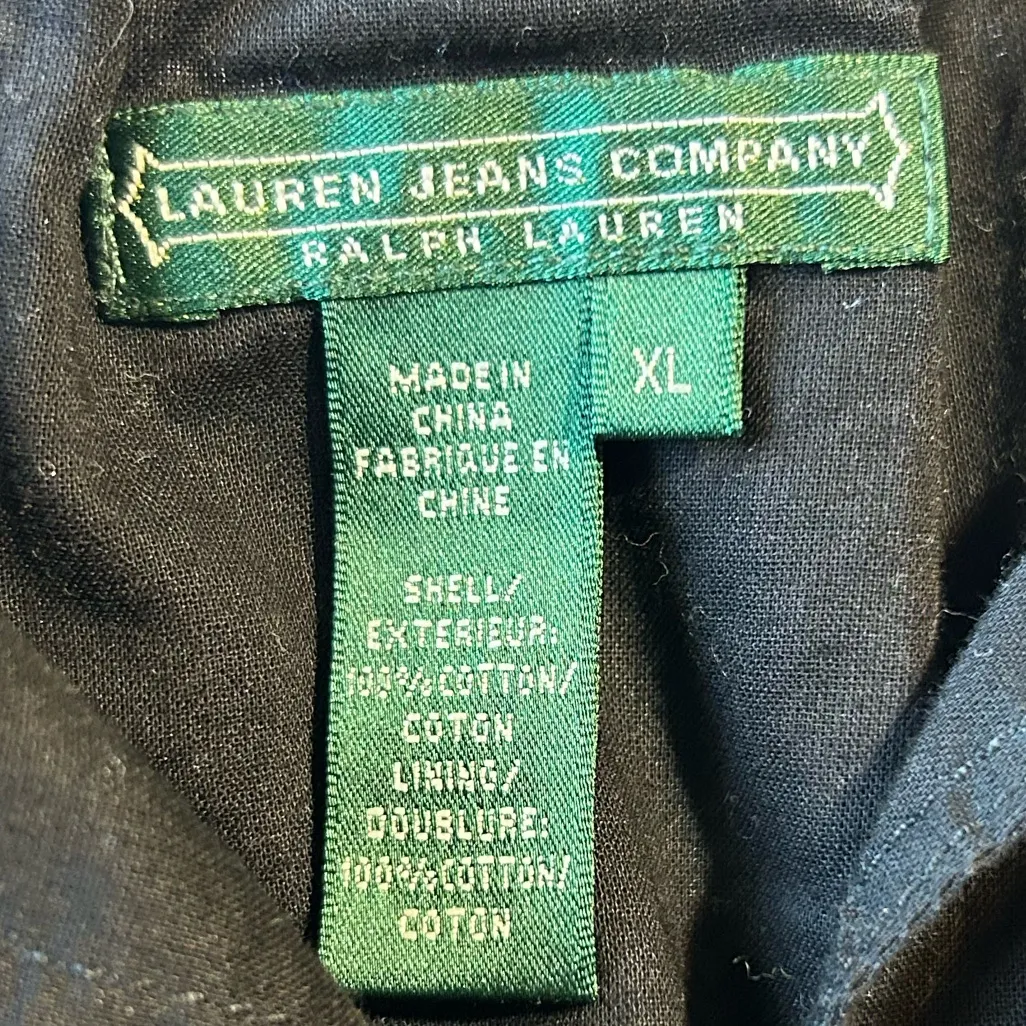 LAUREN JEANS COMPANY
RALPH LAUREN
XL
MADE IN
CHINA
FABRIQUE EN
CHINE
SHELL/
EXTERIEUR:
100% COTTON/
COTON
LINING/
DOUBLURE:
100% COTTON/
COTON